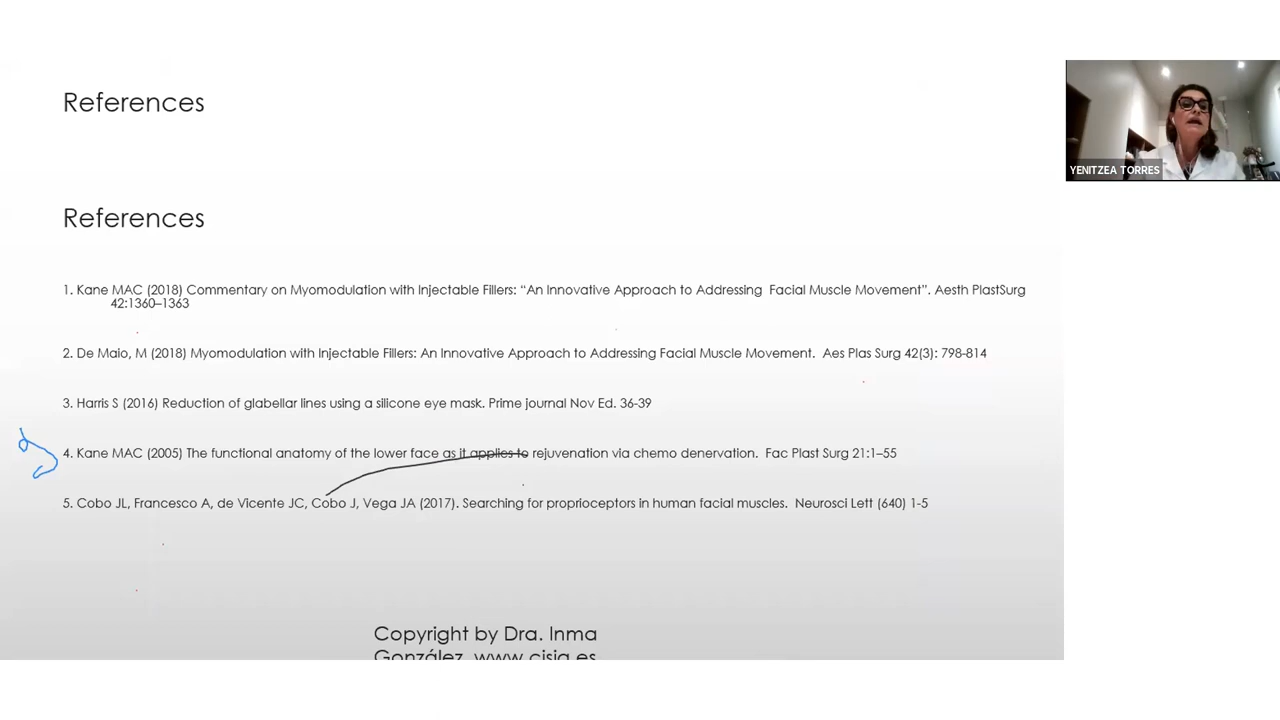 References
YENITZEA TORRES
References
1. Kane MAC (2018) Commentary on Myomodulation with Injectable Fillers: “An Innovative Approach to Addressing Facial Muscle Movement”. Aesth PlastSurg
42:1360–1363
2. De Maio, M (2018) Myomodulation with Injectable Fillers: An Innovative Approach to Addressing Facial Muscle Movement. Aes Plas Surg 42(3): 798-814
3. Harris S (2016) Reduction of glabellar lines using a silicone eye mask. Prime journal Nov Ed. 36-39
4. Kane MAC (2005) The functional anatomy of the lower face as it applies to rejuvenation via chemo denervation. Fac Plast Surg 21:1–55
5. Cobo JL, Francesco A, de Vicente JC, Cobo J, Vega JA (2017). Searching for proprioceptors in human facial muscles. Neurosci Lett (640) 1-5
Copyright by Dra. Inma
González, www.cisia.es